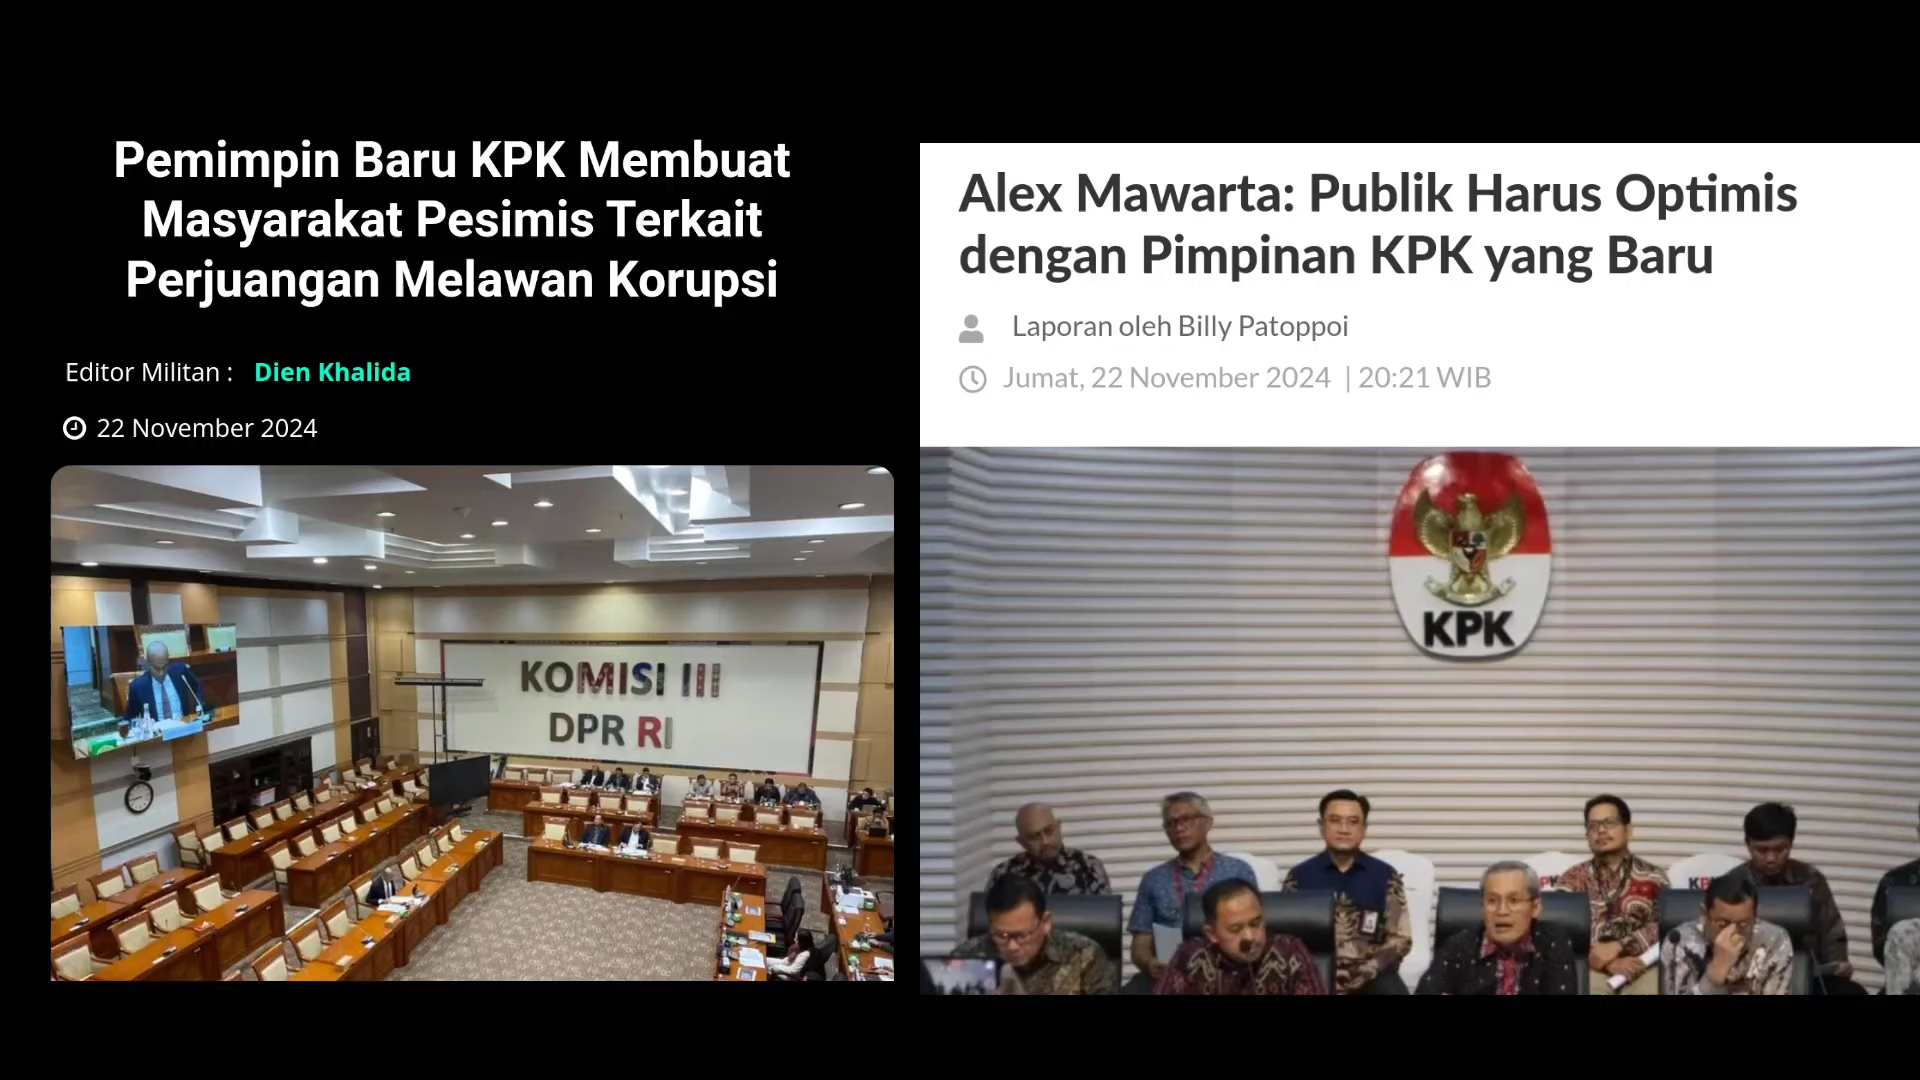 Pemimpin Baru KPK Membuat
Masyarakat Pesimis Terkait
Perjuangan Melawan Korupsi
Editor Militan : Dien Khalida
22 November 2024
KOMISI III
DPR RI
Alex Mawarta: Publik Harus Optimis
dengan Pimpinan KPK yang Baru
Laporan oleh Billy Patoppoi
Jumat, 22 November 2024 | 20:21 WIB
KPK